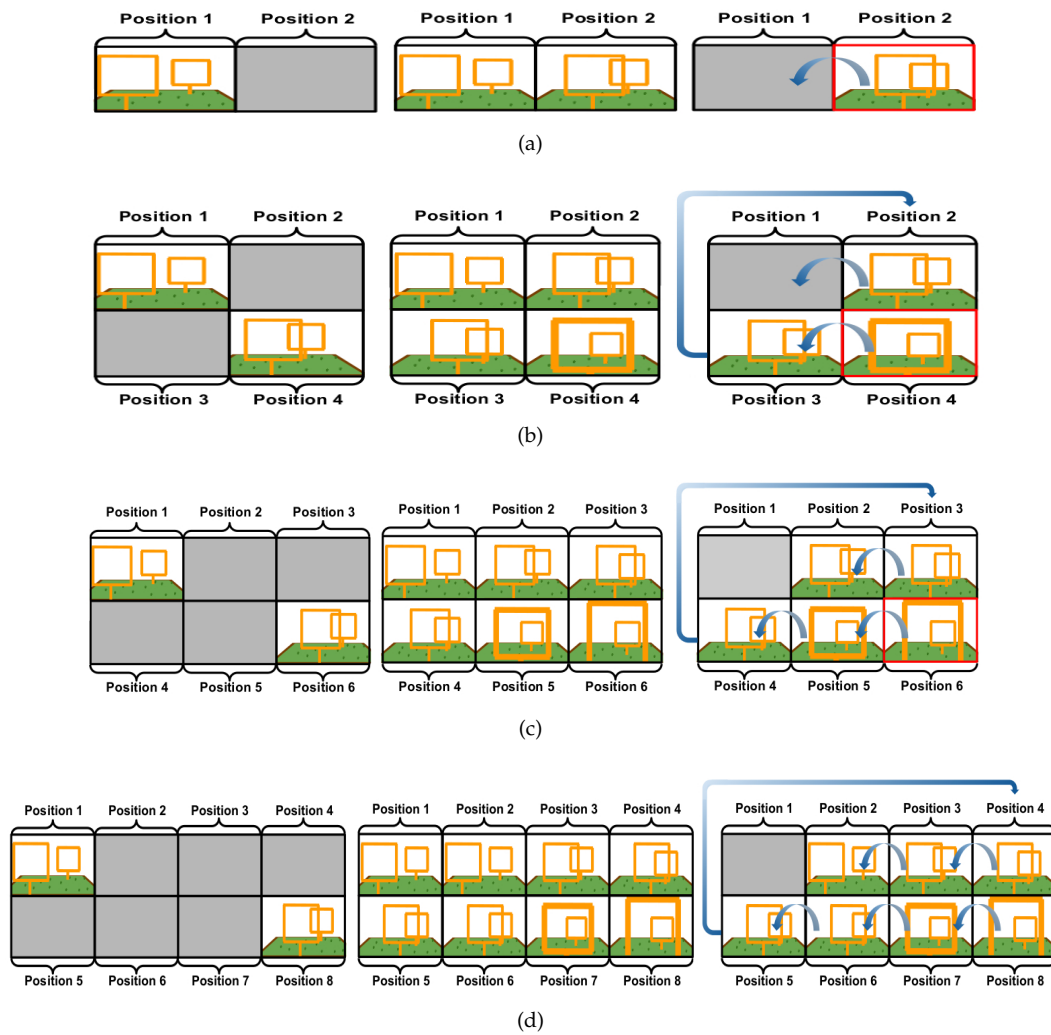 Position 1 Position 2 Position 1 Position 2 Position 1 Position 2
(a)
Position 1 Position 2 Position 1 Position 2 Position 1 Position 2
Position 3 Position 4 Position 3 Position 4 Position 3 Position 4
(b)
Position 1 Position 2 Position 3 Position 1 Position 2 Position 3 Position 1 Position 2 Position 3
Position 4 Position 5 Position 6 Position 4 Position 5 Position 6 Position 4 Position 5 Position 6
(c)
Position 1 Position 2 Position 3 Position 4 Position 1 Position 2 Position 3 Position 4 Position 1 Position 2 Position 3 Position 4
Position 5 Position 6 Position 7 Position 8 Position 5 Position 6 Position 7 Position 8 Position 5 Position 6 Position 7 Position 8
(d)